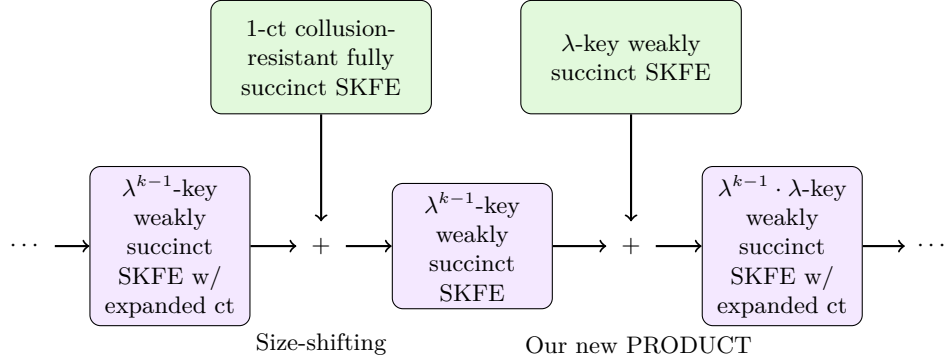 1-ct collusion-
resistant fully
succinct SKFE
λ-key weakly
succinct SKFE
⋯
λ^{k−1}-key
weakly
succinct
SKFE w/
expanded ct
+
λ^{k−1}-key
weakly
succinct
SKFE
+
λ^{k−1} · λ-key
weakly
succinct
SKFE w/
expanded ct
⋯
Size-shifting
Our new PRODUCT